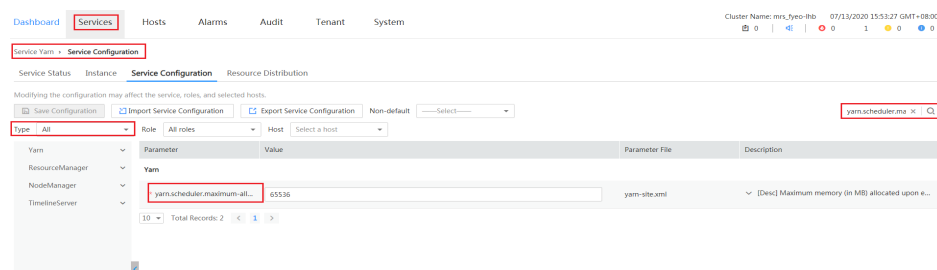 Dashboard Services Hosts Alarms Audit Tenant System
Cluster Name: mrs_fyeo-lhb 07/13/2020 15:53:27 GMT+08:00
0 0 1 0 0
Service Yarn › Service Configuration
Service Status Instance Service Configuration Resource Distribution
Modifying the configuration may affect the service, roles, and selected hosts.
Save Configuration Import Service Configuration Export Service Configuration Non-default ——Select—— yarn.scheduler.ma ×
Type All Role All roles Host Select a host
Yarn
ResourceManager
NodeManager
TimelineServer
Parameter Value Parameter File Description
Yarn
* yarn.scheduler.maximum-all... 65536 yarn-site.xml [Desc] Maximum memory (in MB) allocated upon e...
10 Total Records: 2 < 1 >